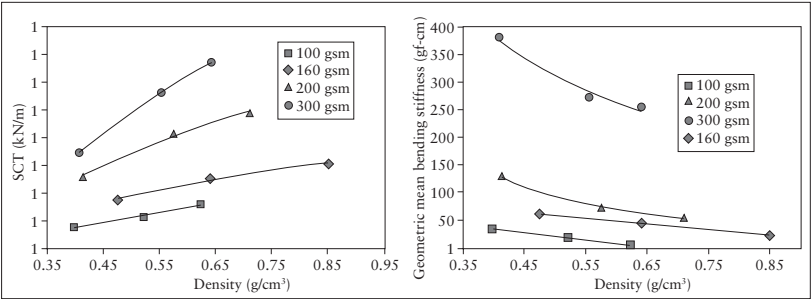 SCT (kN/m)
1
1
1
1
1
1
1
1
1
100 gsm
160 gsm
200 gsm
300 gsm
0.35
0.45
0.55
0.65
0.75
0.85
0.95
Density (g/cm³)
Geometric mean bending stiffness (gf-cm)
400
350
300
250
200
150
100
50
1
100 gsm
200 gsm
300 gsm
160 gsm
0.35
0.45
0.55
0.65
0.75
0.85
Density (g/cm³)